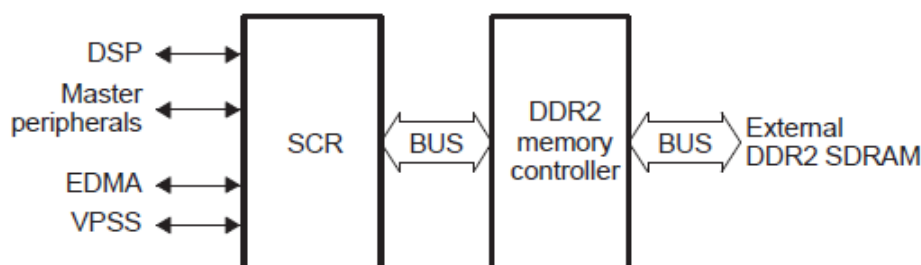 DSP
Master
peripherals
EDMA
VPSS
SCR
BUS
DDR2
memory
controller
BUS
External
DDR2 SDRAM